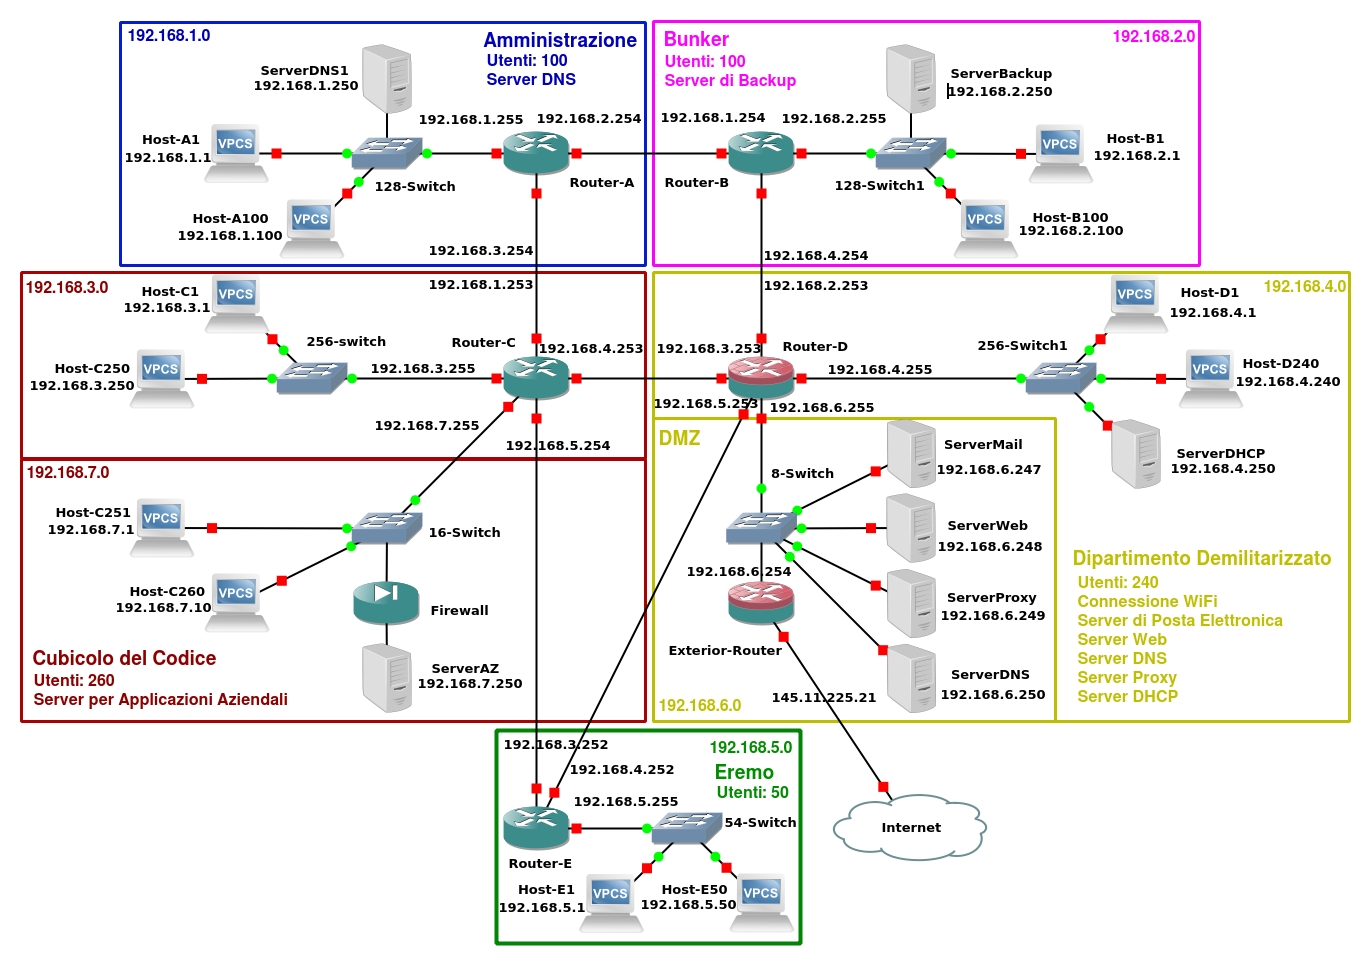 192.168.1.0
Amministrazione
Utenti: 100
Server DNS
ServerDNS1
192.168.1.250
192.168.1.255
192.168.2.254
Host-A1
VPCS
192.168.1.1
128-Switch
Router-A
Host-A100
192.168.1.100
VPCS
192.168.3.254
Bunker
192.168.2.0
Utenti: 100
Server di Backup
ServerBackup
192.168.2.250
192.168.1.254
192.168.2.255
Host-B1
192.168.2.1
VPCS
Router-B
128-Switch1
Host-B100
192.168.2.100
VPCS
192.168.4.254
192.168.3.0
Host-C1
192.168.3.1
VPCS
192.168.1.253
256-switch
Router-C
192.168.4.253
Host-C250
192.168.3.250
VPCS
192.168.3.255
192.168.7.255
192.168.5.254
192.168.4.0
192.168.2.253
VPCS
Host-D1
192.168.4.1
192.168.3.253
Router-D
256-Switch1
192.168.4.255
VPCS
Host-D240
192.168.4.240
192.168.5.253
192.168.6.255
ServerDHCP
192.168.4.250
DMZ
8-Switch
ServerMail
192.168.6.247
ServerWeb
192.168.6.248
192.168.6.254
ServerProxy
192.168.6.249
Exterior-Router
ServerDNS
192.168.6.250
145.11.225.21
192.168.6.0
Dipartimento Demilitarizzato
Utenti: 240
Connessione WiFi
Server di Posta Elettronica
Server Web
Server DNS
Server Proxy
Server DHCP
192.168.7.0
Host-C251
192.168.7.1
VPCS
16-Switch
Host-C260
192.168.7.10
VPCS
Firewall
Cubicolo del Codice
Utenti: 260
Server per Applicazioni Aziendali
ServerAZ
192.168.7.250
192.168.3.252
192.168.5.0
192.168.4.252
Eremo
Utenti: 50
192.168.5.255
54-Switch
Router-E
Host-E1
192.168.5.1
VPCS
Host-E50
192.168.5.50
VPCS
Internet